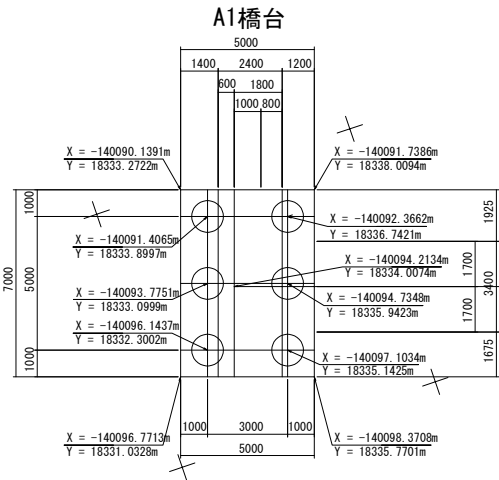 A1橋台
5000
1400 2400 1200
600 1800
1000 800
X = -140090.1391m
Y = 18333.2722m
X = -140091.7386m
Y = 18338.0094m
1000
1925
X = -140091.4065m
Y = 18333.8997m
X = -140092.3662m
Y = 18336.7421m
X = -140094.2134m
Y = 18334.0074m
7000
5000
1700
3400
1700
X = -140093.7751m
Y = 18333.0999m
X = -140094.7348m
Y = 18335.9423m
X = -140096.1437m
Y = 18332.3002m
X = -140097.1034m
Y = 18335.1425m
1000
1675
X = -140096.7713m
Y = 18331.0328m
X = -140098.3708m
Y = 18335.7701m
1000 3000 1000
5000